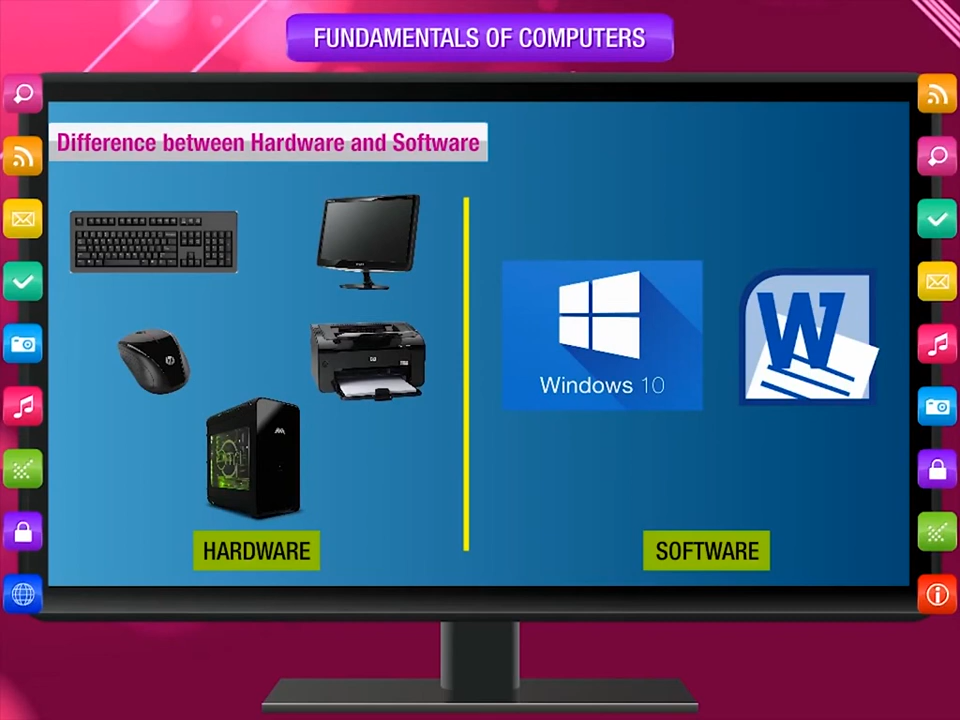 FUNDAMENTALS OF COMPUTERS
Difference between Hardware and Software
Windows 10
W
HARDWARE
SOFTWARE